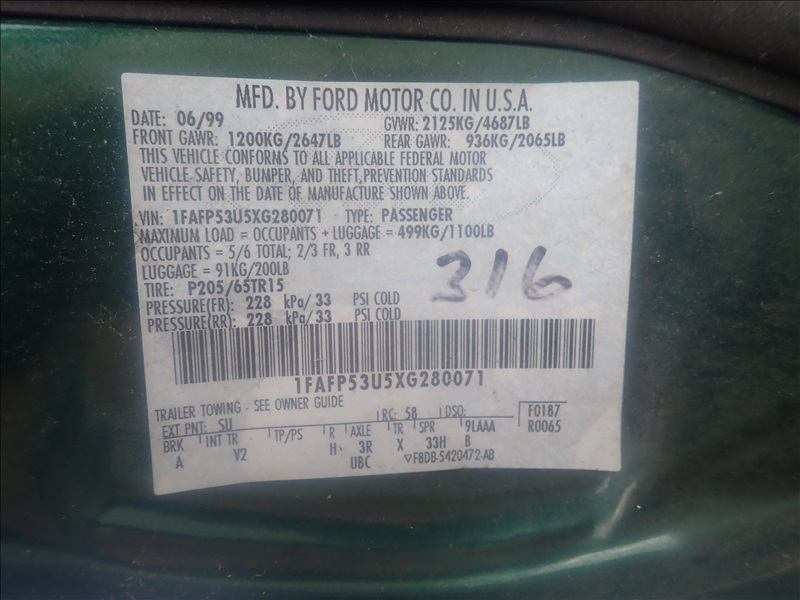 MFD. BY FORD MOTOR CO. IN U.S.A.
DATE: 06/99 GVWR: 2125KG/4687LB
FRONT GAWR: 1200KG/2647LB REAR GAWR: 936KG/2065LB
THIS VEHICLE CONFORMS TO ALL APPLICABLE FEDERAL MOTOR
VEHICLE SAFETY, BUMPER, AND THEFT PREVENTION STANDARDS
IN EFFECT ON THE DATE OF MANUFACTURE SHOWN ABOVE.
VIN: 1FAFP53U5XG280071 TYPE: PASSENGER
MAXIMUM LOAD = OCCUPANTS + LUGGAGE = 499KG/1100LB
OCCUPANTS = 5/6 TOTAL; 2/3 FR, 3 RR
LUGGAGE = 91KG/200LB
316
TIRE: P205/65TR15
PRESSURE(FR): 228 kPa/ 33 PSI COLD
PRESSURE(RR): 228 kPa/ 33 PSI COLD
1FAFP53U5XG280071
TRAILER TOWING - SEE OWNER GUIDE
EXT PNT: SU RC: 58 DSO: F0187
BRK INT TR TP/PS R AXLE TR SPR 9LAAA R0065
A V2 H 3R X 33H B
UBC ▽F8DB-5420472-AB